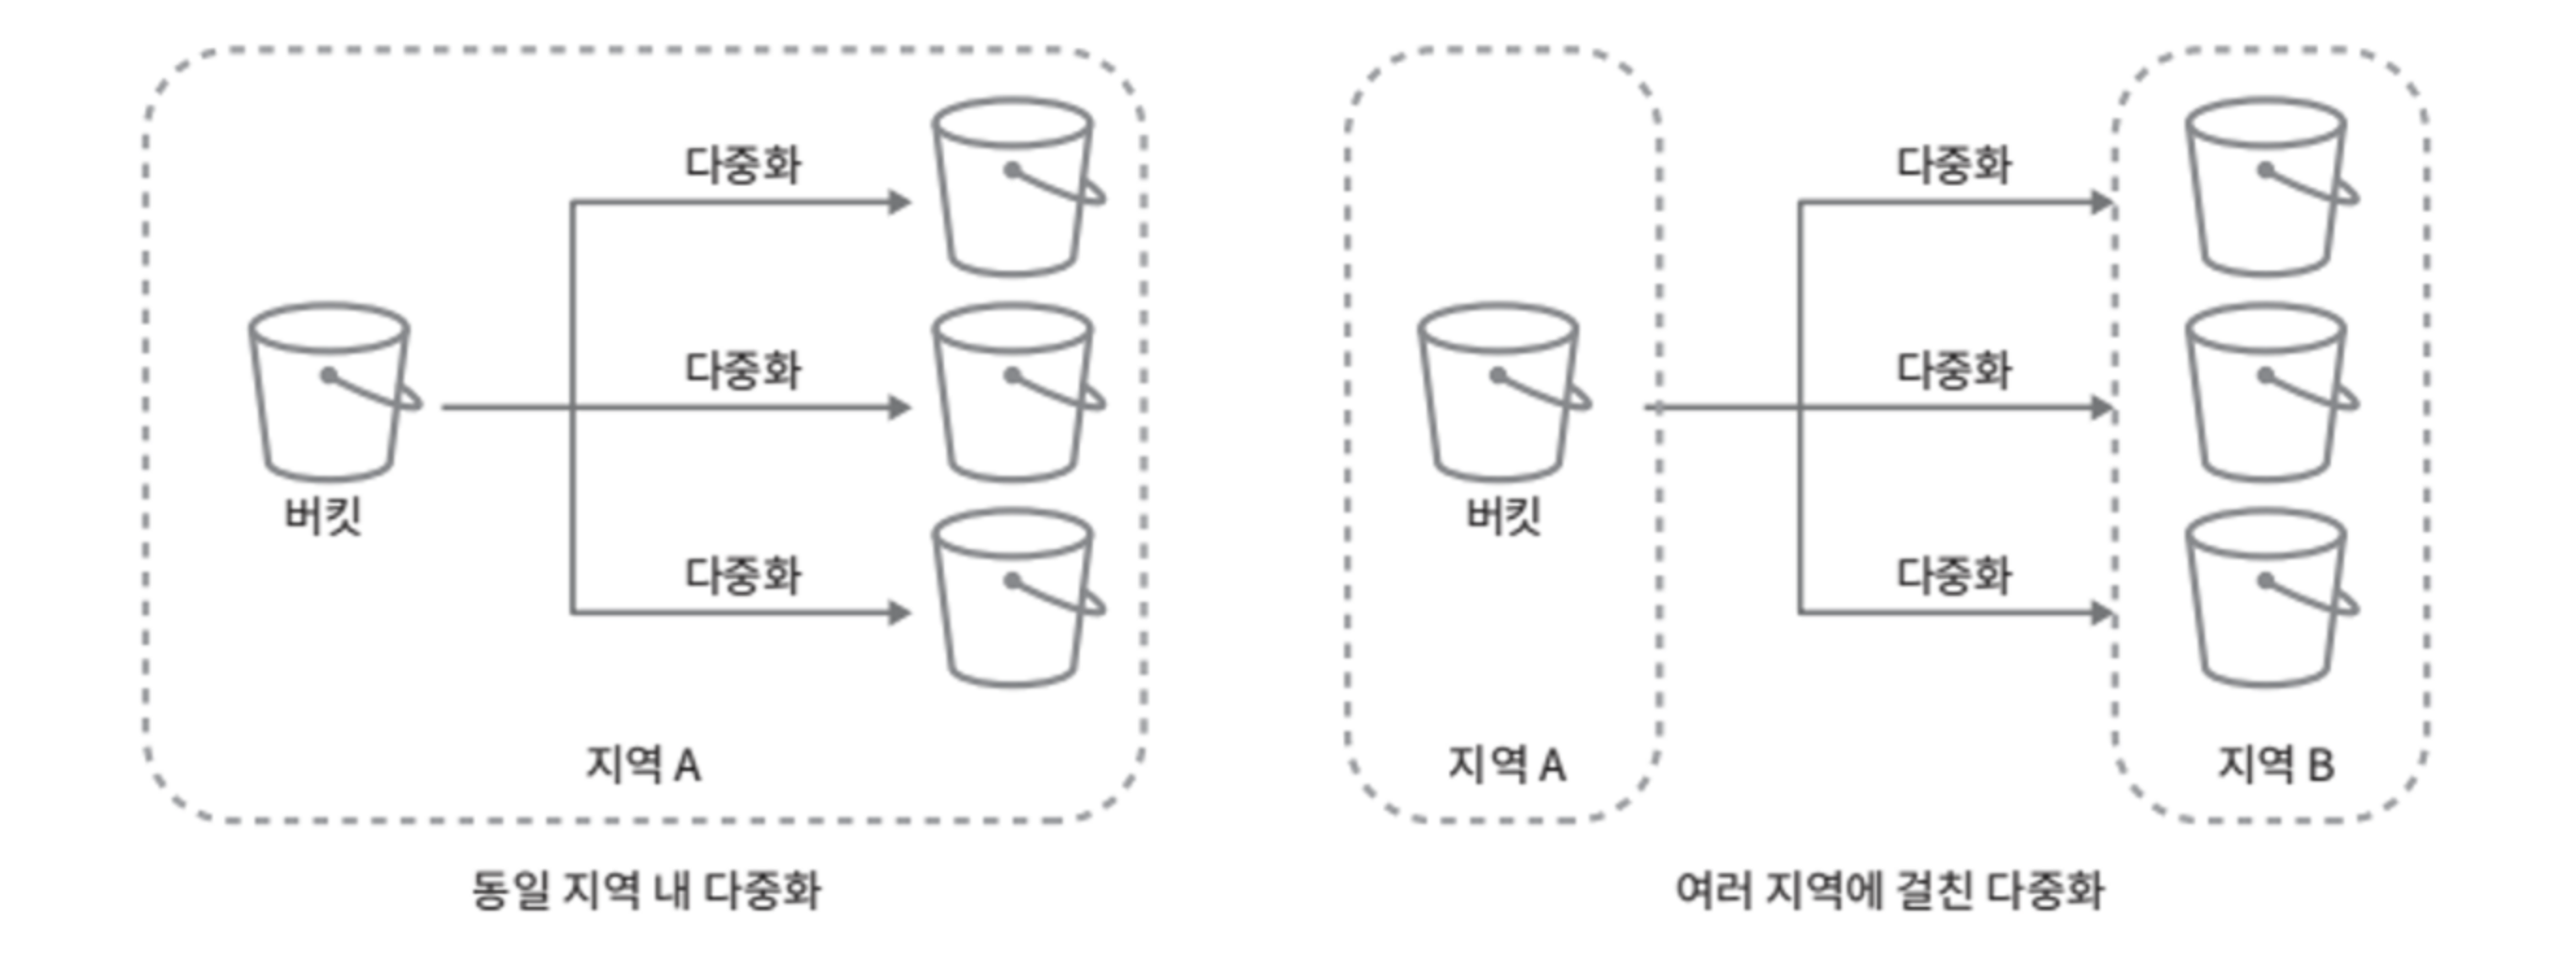 다중화
다중화
버킷
다중화
지역 A
동일 지역 내 다중화
다중화
다중화
버킷
다중화
지역 A
지역 B
여러 지역에 걸친 다중화